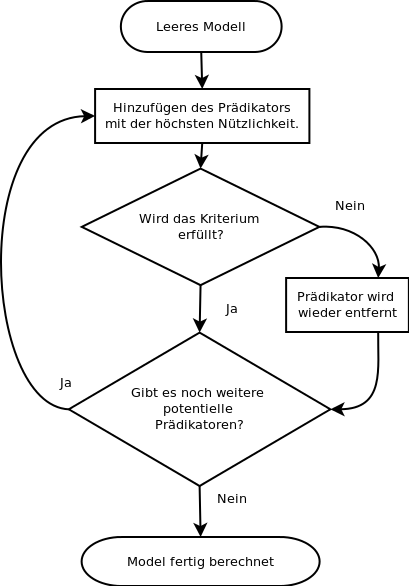 Leeres Modell
Hinzufügen des Prädikators
mit der höchsten Nützlichkeit.
Wird das Kriterium
erfüllt?
Nein
Prädikator wird
wieder entfernt
Ja
Gibt es noch weitere
potentielle
Prädikatoren?
Ja
Nein
Model fertig berechnet